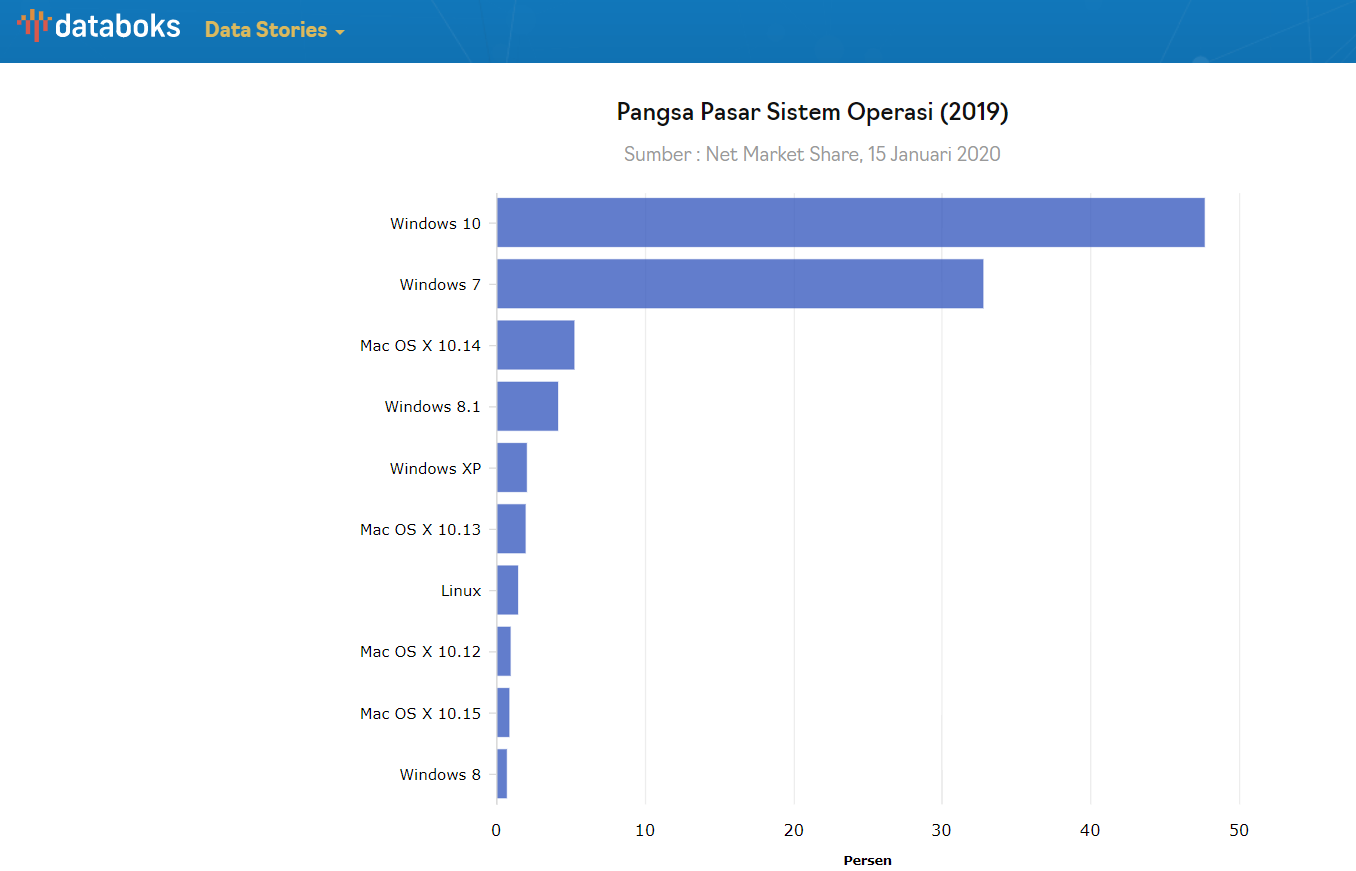 databoks Data Stories
Pangsa Pasar Sistem Operasi (2019)
Sumber : Net Market Share, 15 Januari 2020
Windows 10
Windows 7
Mac OS X 10.14
Windows 8.1
Windows XP
Mac OS X 10.13
Linux
Mac OS X 10.12
Mac OS X 10.15
Windows 8
0 10 20 30 40 50
Persen